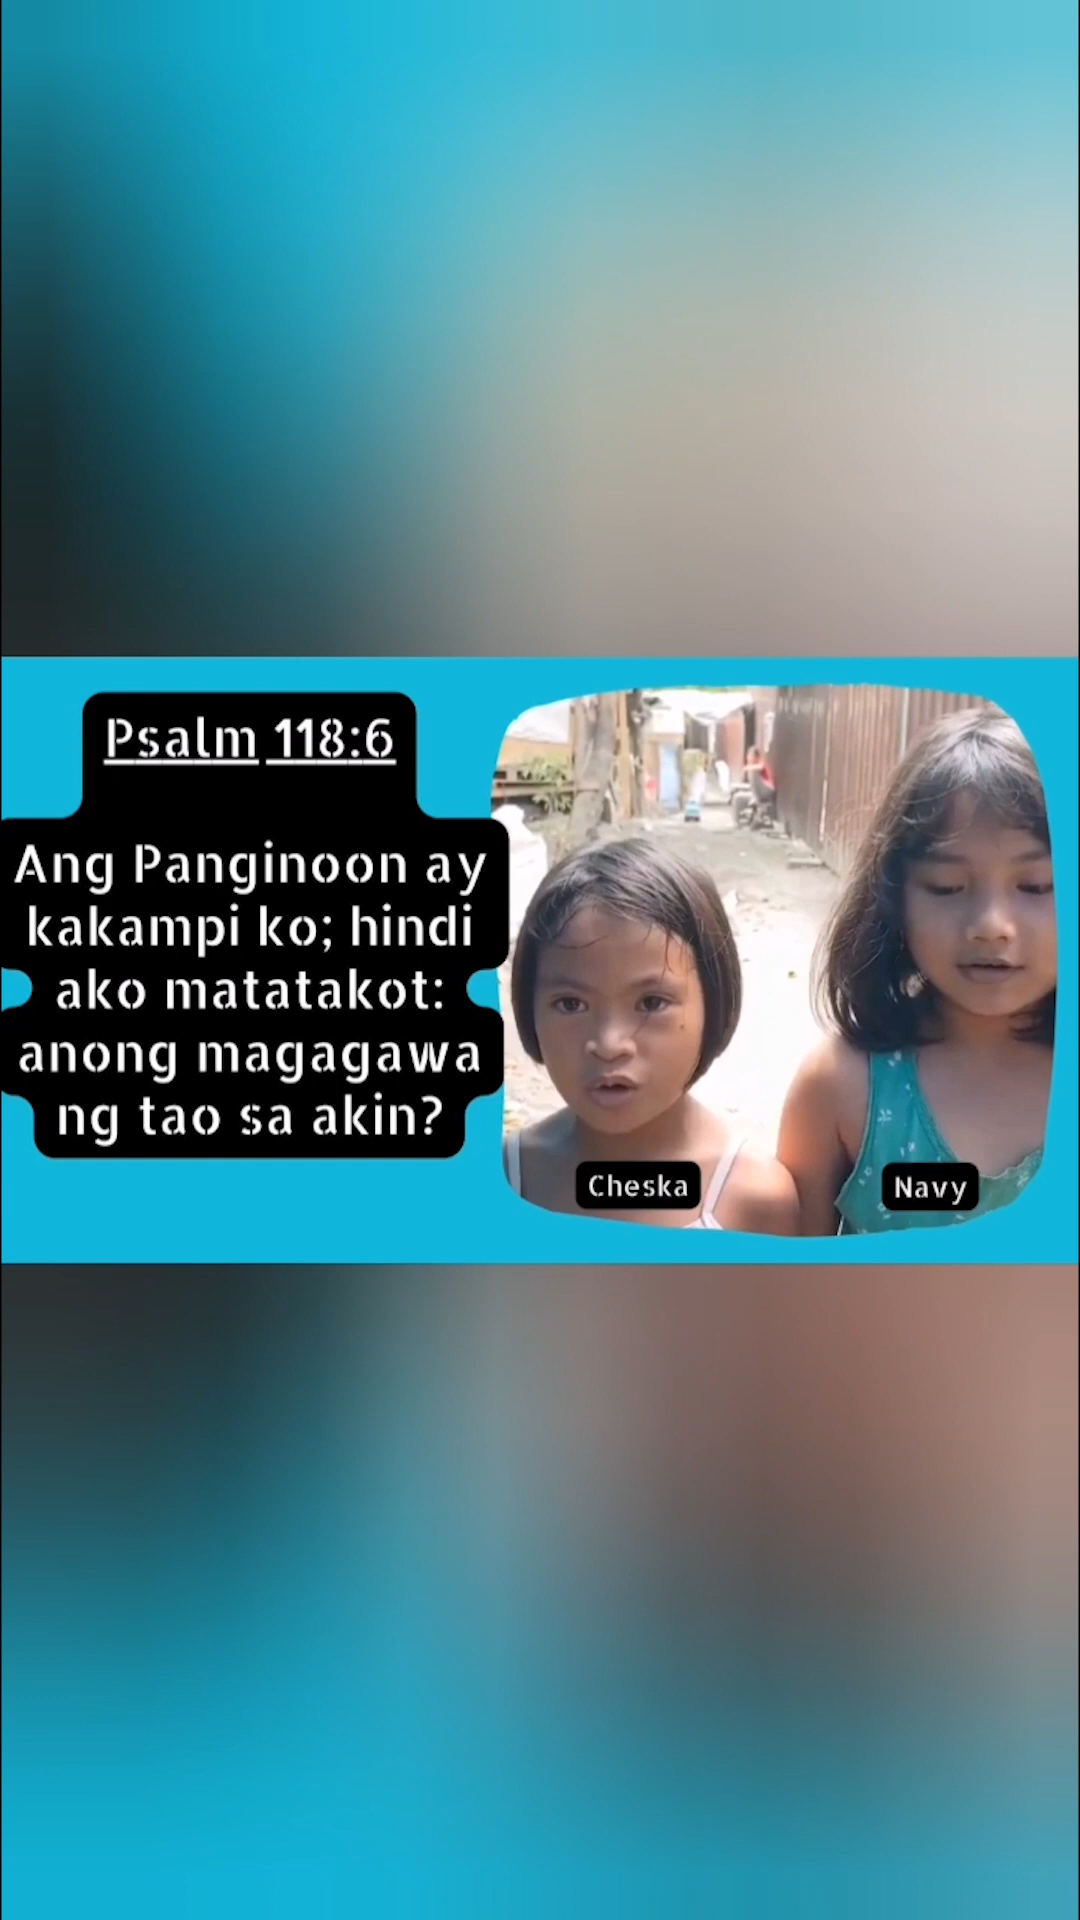 Psalm 118:6
Ang Panginoon ay
kakampi ko; hindi
ako matatakot:
anong magagawa
ng tao sa akin?
Cheska
Navy